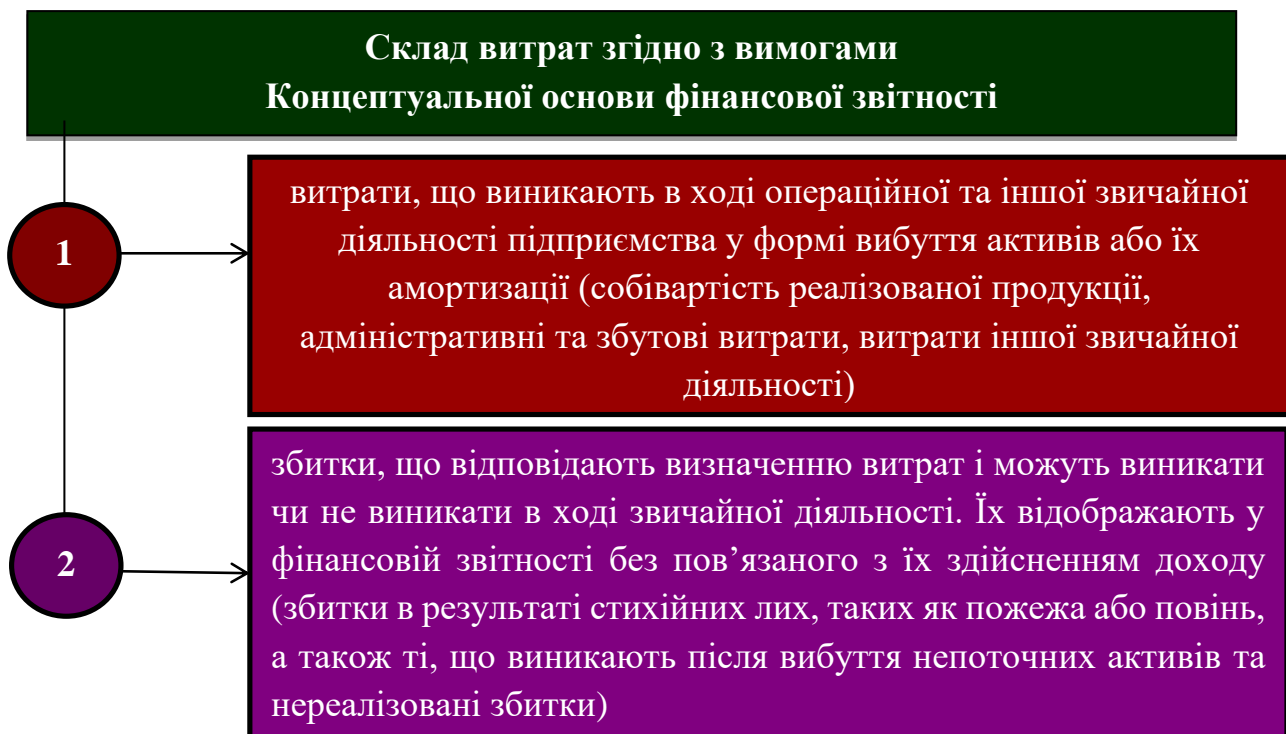 Склад витрат згідно з вимогами
Концептуальної основи фінансової звітності
1
витрати, що виникають в ході операційної та іншої звичайної
діяльності підприємства у формі вибуття активів або їх
амортизації (собівартість реалізованої продукції,
адміністративні та збутові витрати, витрати іншої звичайної
діяльності)
2
збитки, що відповідають визначенню витрат і можуть виникати
чи не виникати в ході звичайної діяльності. Їх відображають у
фінансовій звітності без пов’язаного з їх здійсненням доходу
(збитки в результаті стихійних лих, таких як пожежа або повінь,
а також ті, що виникають після вибуття непоточних активів та
нереалізовані збитки)